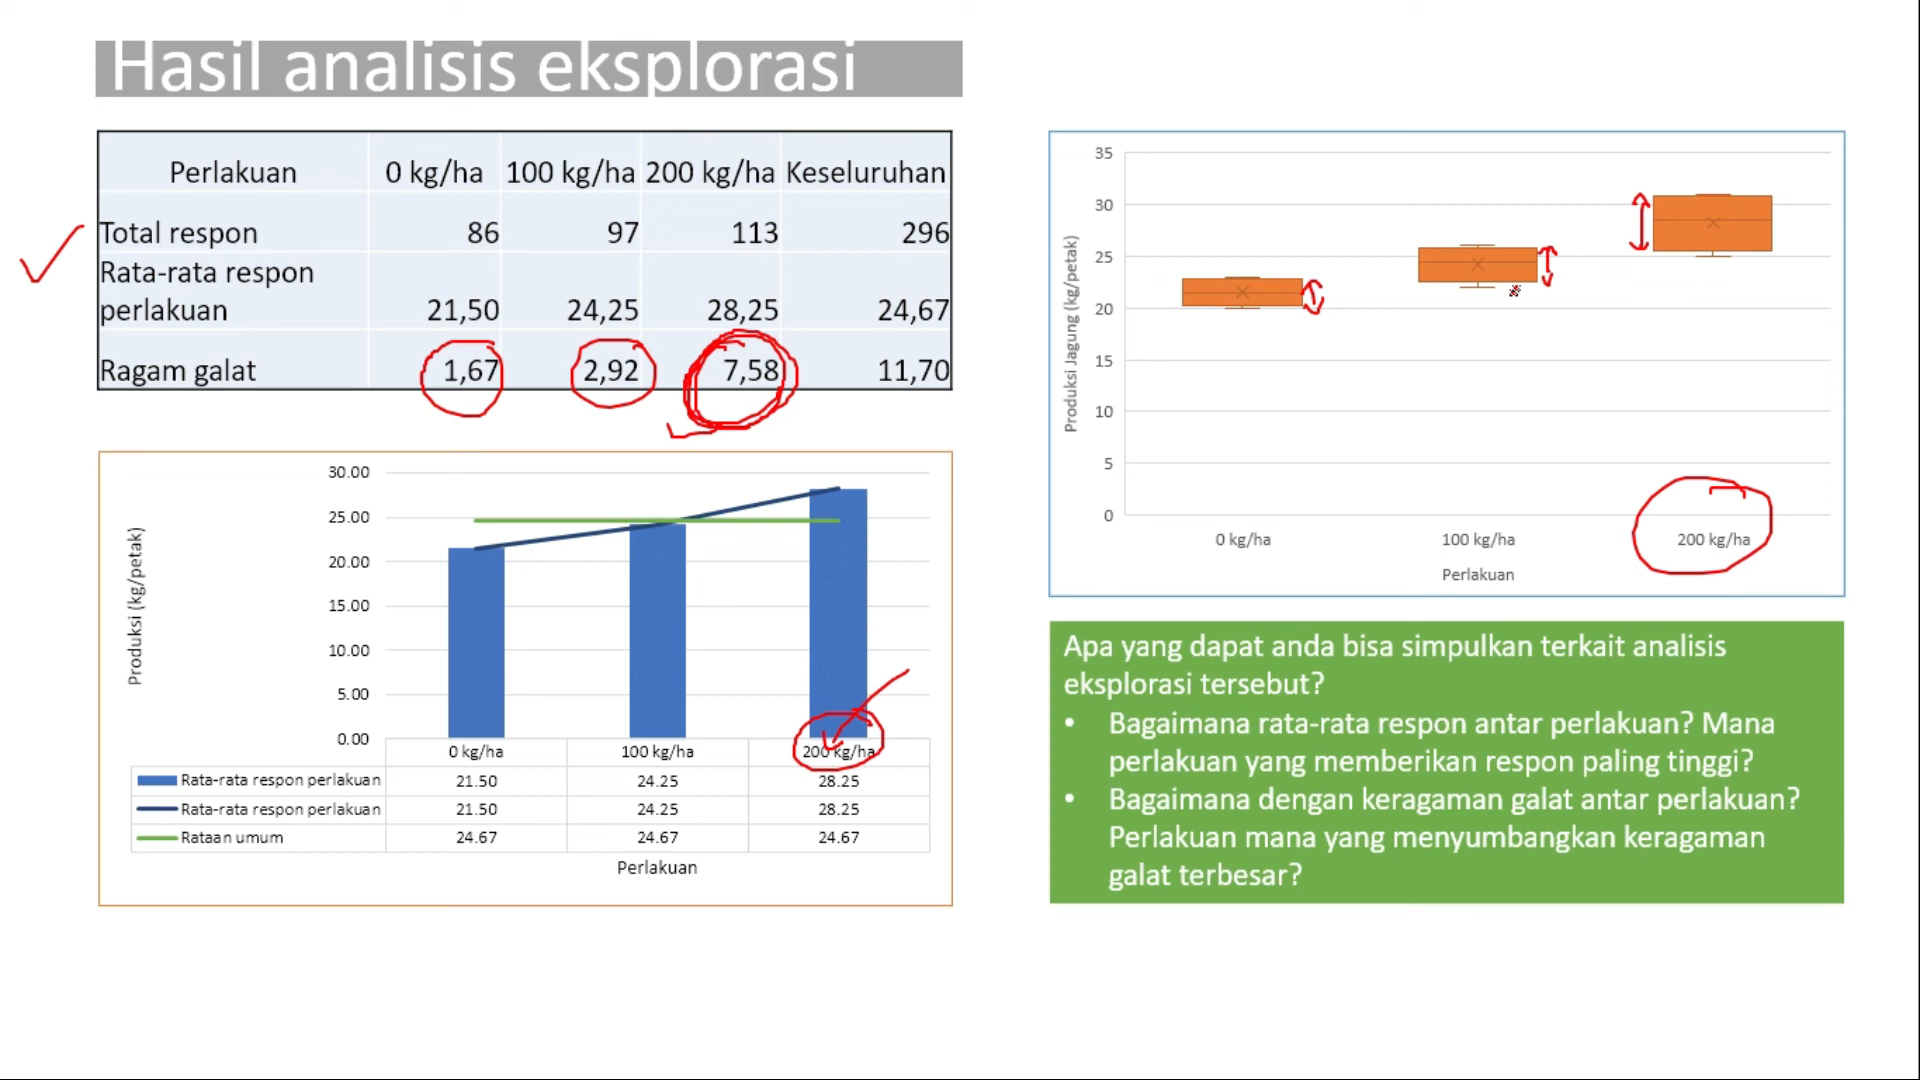 Hasil analisis eksplorasi
Perlakuan 0 kg/ha 100 kg/ha 200 kg/ha Keseluruhan
Total respon 86 97 113 296
Rata-rata respon
perlakuan 21,50 24,25 28,25 24,67
Ragam galat 1,67 2,92 7,58 11,70
Produksi (kg/petak)
30.00
25.00
20.00
15.00
10.00
5.00
0.00
0 kg/ha 100 kg/ha 200 kg/ha
Rata-rata respon perlakuan 21.50 24.25 28.25
Rata-rata respon perlakuan 21.50 24.25 28.25
Rataan umum 24.67 24.67 24.67
Perlakuan
Produksi Jagung (kg/petak)
35
30
25
20
15
10
5
0
0 kg/ha 100 kg/ha 200 kg/ha
Perlakuan
Apa yang dapat anda bisa simpulkan terkait analisis
eksplorasi tersebut?
• Bagaimana rata-rata respon antar perlakuan? Mana
perlakuan yang memberikan respon paling tinggi?
• Bagaimana dengan keragaman galat antar perlakuan?
Perlakuan mana yang menyumbangkan keragaman
galat terbesar?